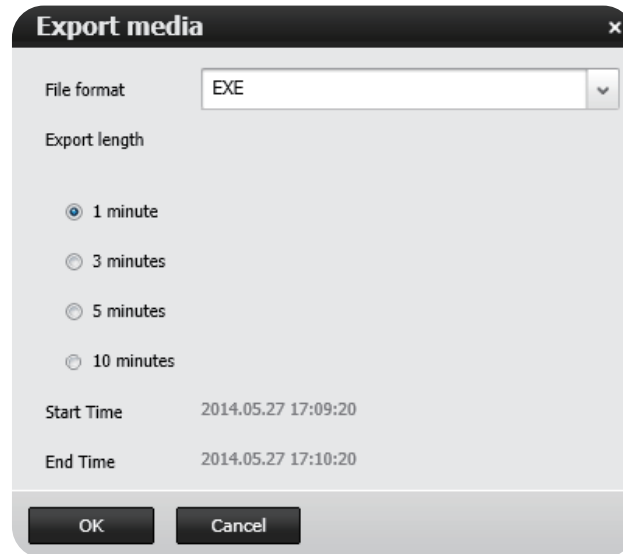 Export media
File format EXE
Export length
1 minute
3 minutes
5 minutes
10 minutes
Start Time 2014.05.27 17:09:20
End Time 2014.05.27 17:10:20
OK Cancel